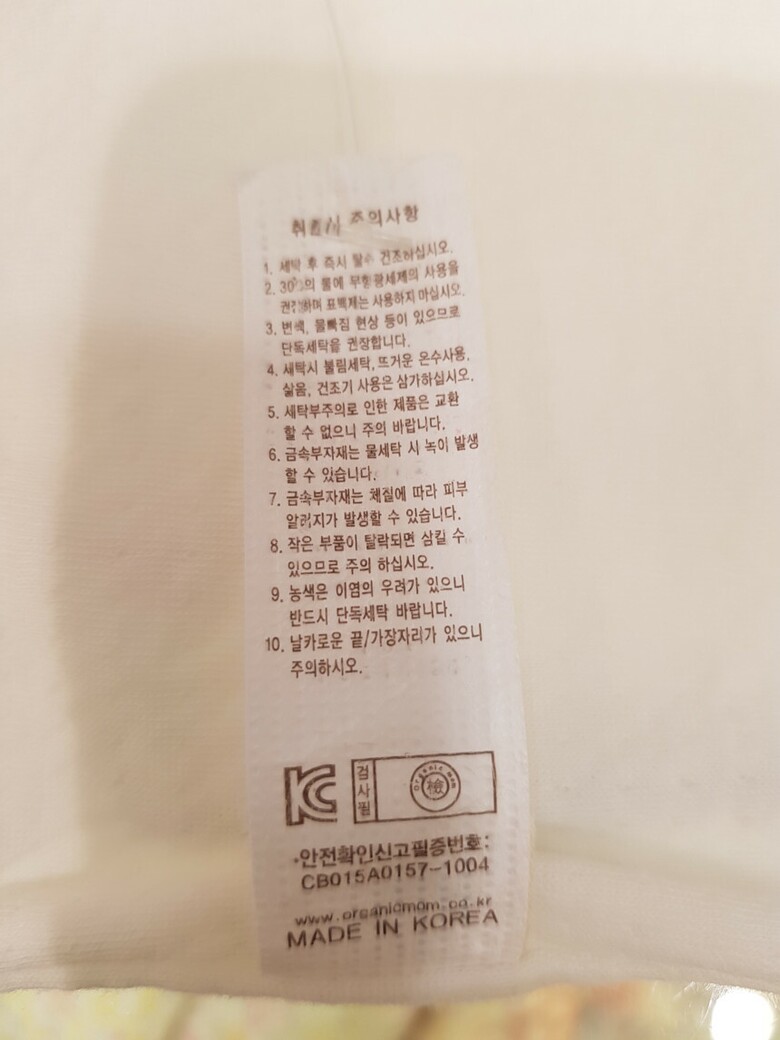 취급시 주의사항
1. 세탁 후 즉시 탈수 건조하십시오.
2. 30°C의 물에 무형광세제의 사용을
권장하며 표백제는 사용하지 마십시오.
3. 변색, 물빠짐 현상 등이 있으므로
단독세탁을 권장합니다.
4. 세탁시 불림세탁, 뜨거운 온수사용,
삶음, 건조기 사용은 삼가하십시오.
5. 세탁부주의로 인한 제품은 교환
할 수 없으니 주의 바랍니다.
6. 금속부자재는 물세탁 시 녹이 발생
할 수 있습니다.
7. 금속부자재는 체질에 따라 피부
알러지가 발생할 수 있습니다.
8. 작은 부품이 탈락되면 삼킬 수
있으므로 주의 하십시오.
9. 농색은 이염의 우려가 있으니
반드시 단독세탁 바랍니다.
10. 날카로운 끝/가장자리가 있으니
주의하시오.
KC 검사필 Organic mom 檢
·안전확인신고필증번호:
CB015A0157-1004
www.organicmom.co.kr
MADE IN KOREA